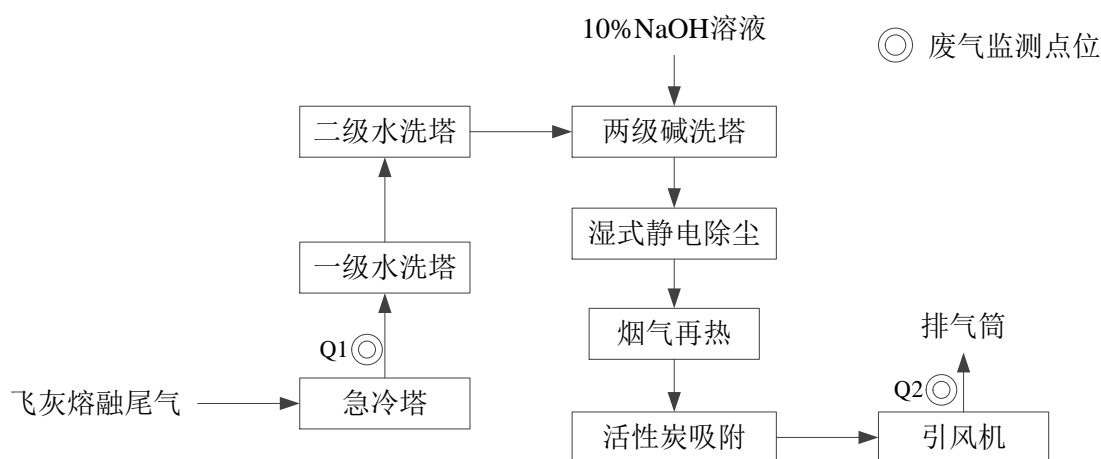 10%NaOH溶液
废气监测点位
二级水洗塔
两级碱洗塔
湿式静电除尘
一级水洗塔
烟气再热
排气筒
Q1
Q2
飞灰熔融尾气
急冷塔
活性炭吸附
引风机